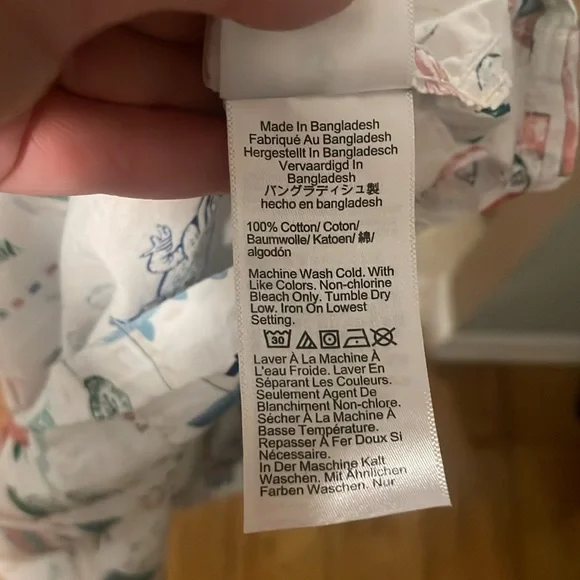 Made In Bangladesh
Fabriqué Au Bangladesh
Hergestellt In Bangladesch
Vervaardigd In
Bangladesh
バングラディシュ製
hecho en bangladesh
100% Cotton/ Coton/
Baumwolle/ Katoen/ 綿/
algodón
Machine Wash Cold. With
Like Colors. Non-chlorine
Bleach Only. Tumble Dry
Low. Iron On Lowest
Setting.
30
Laver À La Machine À
L'eau Froide. Laver En
Séparant Les Couleurs.
Seulement Agent De
Blanchiment Non-chlore.
Sécher À La Machine À
Basse Température.
Repasser À Fer Doux Si
Nécessaire.
In Der Maschine Kalt
Waschen. Mit Ähnlichen
Farben Waschen. Nur